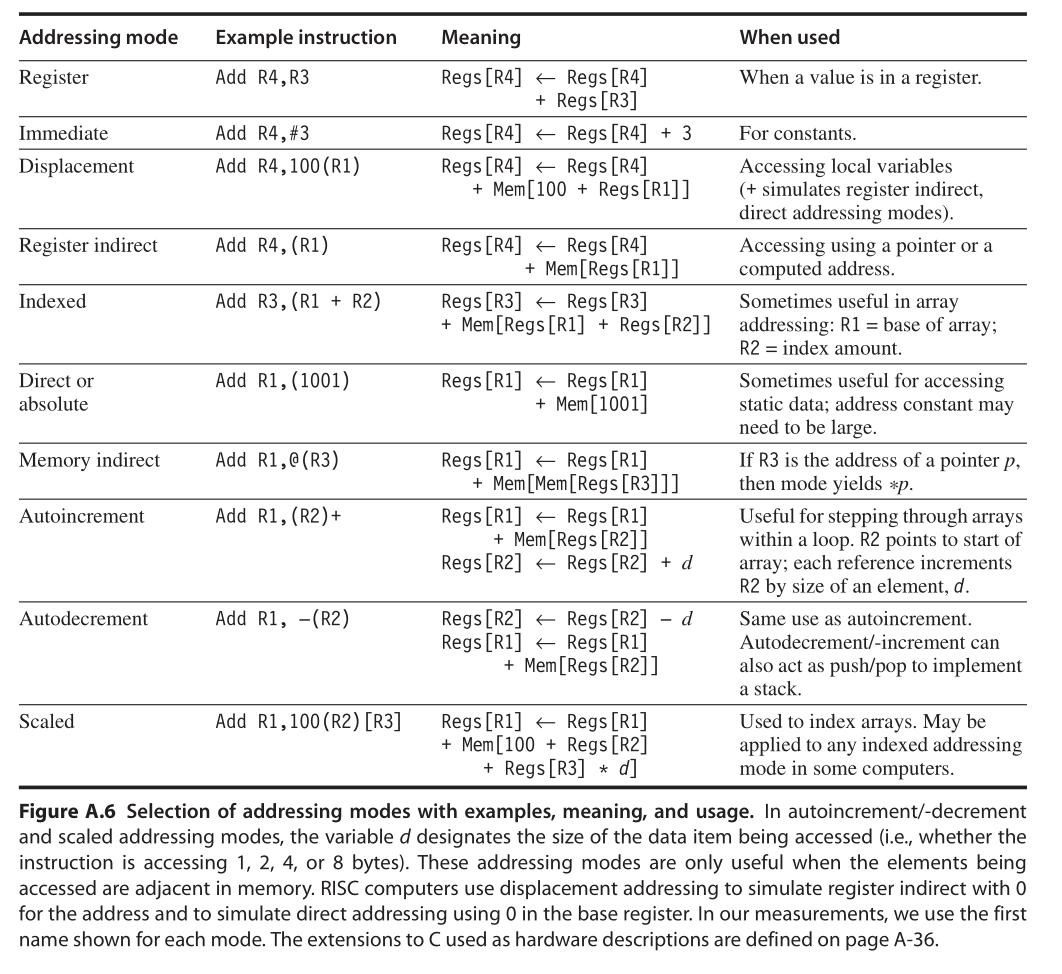 Addressing mode Example instruction Meaning When used
Register Add R4,R3 Regs[R4] ← Regs[R4] When a value is in a register.
+ Regs[R3]
Immediate Add R4,#3 Regs[R4] ← Regs[R4] + 3 For constants.
Displacement Add R4,100(R1) Regs[R4] ← Regs[R4] Accessing local variables
+ Mem[100 + Regs[R1]] (+ simulates register indirect,
direct addressing modes).
Register indirect Add R4,(R1) Regs[R4] ← Regs[R4] Accessing using a pointer or a
+ Mem[Regs[R1]] computed address.
Indexed Add R3,(R1 + R2) Regs[R3] ← Regs[R3] Sometimes useful in array
+ Mem[Regs[R1] + Regs[R2]] addressing: R1 = base of array;
R2 = index amount.
Direct or Add R1,(1001) Regs[R1] ← Regs[R1] Sometimes useful for accessing
absolute + Mem[1001] static data; address constant may
need to be large.
Memory indirect Add R1,@(R3) Regs[R1] ← Regs[R1] If R3 is the address of a pointer p,
+ Mem[Mem[Regs[R3]]] then mode yields *p.
Autoincrement Add R1,(R2)+ Regs[R1] ← Regs[R1] Useful for stepping through arrays
+ Mem[Regs[R2]] within a loop. R2 points to start of
Regs[R2] ← Regs[R2] + d array; each reference increments
R2 by size of an element, d.
Autodecrement Add R1, –(R2) Regs[R2] ← Regs[R2] – d Same use as autoincrement.
Regs[R1] ← Regs[R1] Autodecrement/-increment can
+ Mem[Regs[R2]] also act as push/pop to implement
a stack.
Scaled Add R1,100(R2)[R3] Regs[R1] ← Regs[R1] Used to index arrays. May be
+ Mem[100 + Regs[R2] applied to any indexed addressing
+ Regs[R3] * d] mode in some computers.
Figure A.6 Selection of addressing modes with examples, meaning, and usage. In autoincrement/-decrement
and scaled addressing modes, the variable d designates the size of the data item being accessed (i.e., whether the
instruction is accessing 1, 2, 4, or 8 bytes). These addressing modes are only useful when the elements being
accessed are adjacent in memory. RISC computers use displacement addressing to simulate register indirect with 0
for the address and to simulate direct addressing using 0 in the base register. In our measurements, we use the first
name shown for each mode. The extensions to C used as hardware descriptions are defined on page A-36.